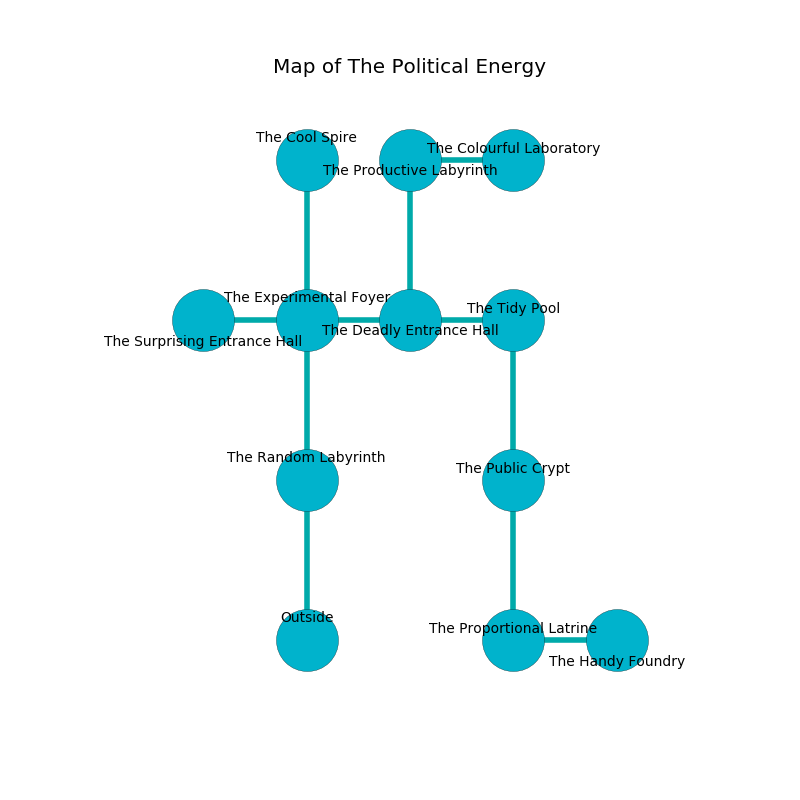 Map of The Political Energy
The Cool Spire
The Colourful Laboratory
The Productive Labyrinth
The Experimental Foyer
The Tidy Pool
The Deadly Entrance Hall
The Surprising Entrance Hall
The Random Labyrinth
The Public Crypt
Outside
The Proportional Latrine
The Handy Foundry